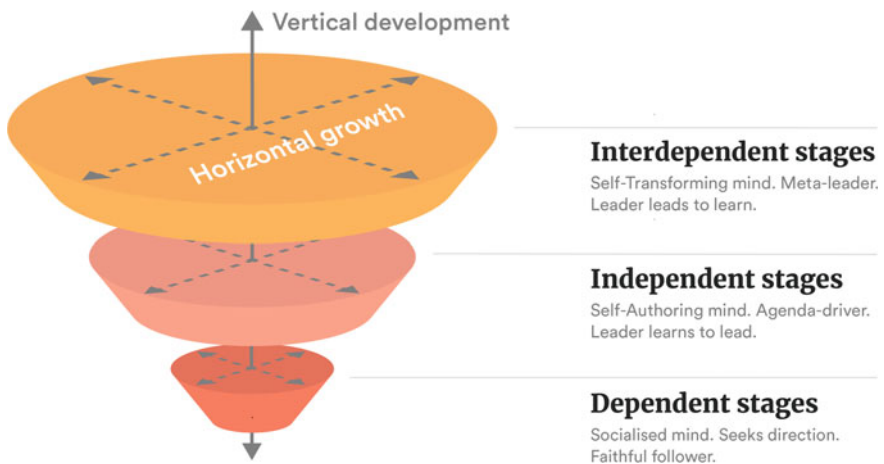 Vertical development
Horizontal growth
Interdependent stages
Self-Transforming mind. Meta-leader.
Leader leads to learn.
Independent stages
Self-Authoring mind. Agenda-driver.
Leader learns to lead.
Dependent stages
Socialised mind. Seeks direction.
Faithful follower.